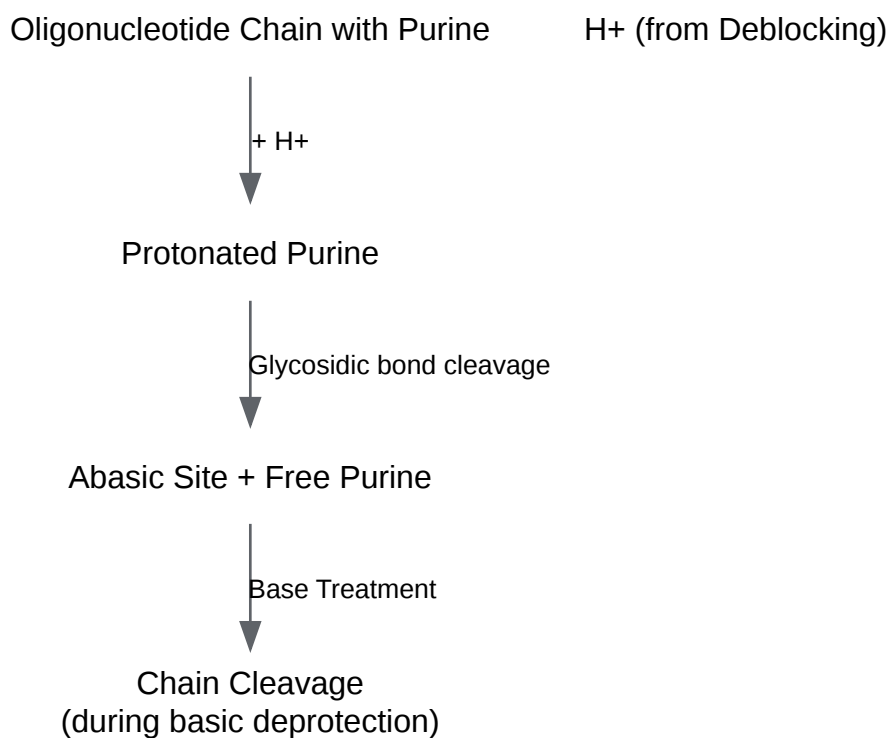 Oligonucleotide Chain with Purine
H+ (from Deblocking)
+ H+
Protonated Purine
Glycosidic bond cleavage
Abasic Site + Free Purine
Base Treatment
Chain Cleavage
(during basic deprotection)